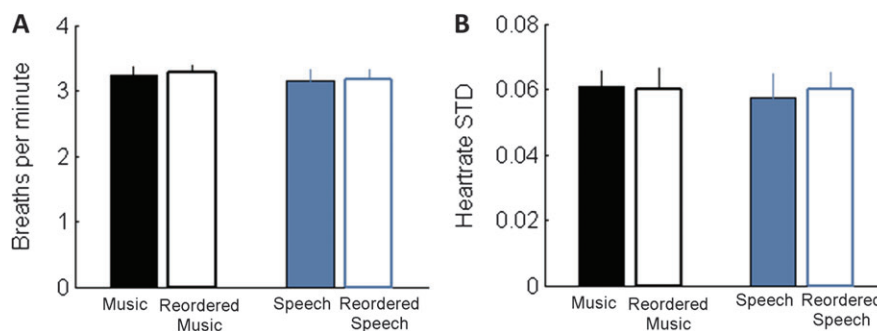 A
Breaths per minute
4
3
2
1
0
Music
Reordered
Music
Speech
Reordered
Speech
B
Heartrate STD
0.08
0.06
0.04
0.02
0
Music
Reordered
Music
Speech
Reordered
Speech